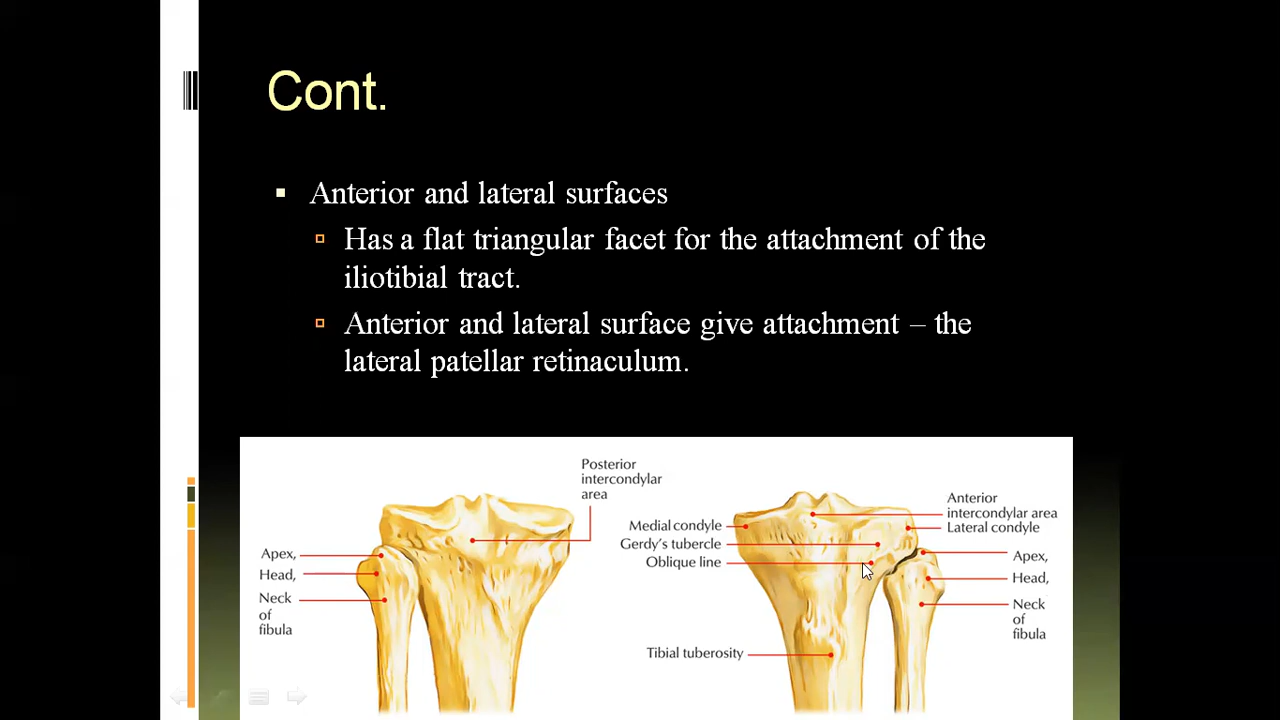 Cont.
Anterior and lateral surfaces
Has a flat triangular facet for the attachment of the
iliotibial tract.
Anterior and lateral surface give attachment – the
lateral patellar retinaculum.
Posterior
intercondylar
area
Apex,
Head,
Neck
of
fibula
Medial condyle
Gerdy's tubercle
Oblique line
Tibial tuberosity
Anterior
intercondylar area
Lateral condyle
Apex,
Head,
Neck
of
fibula